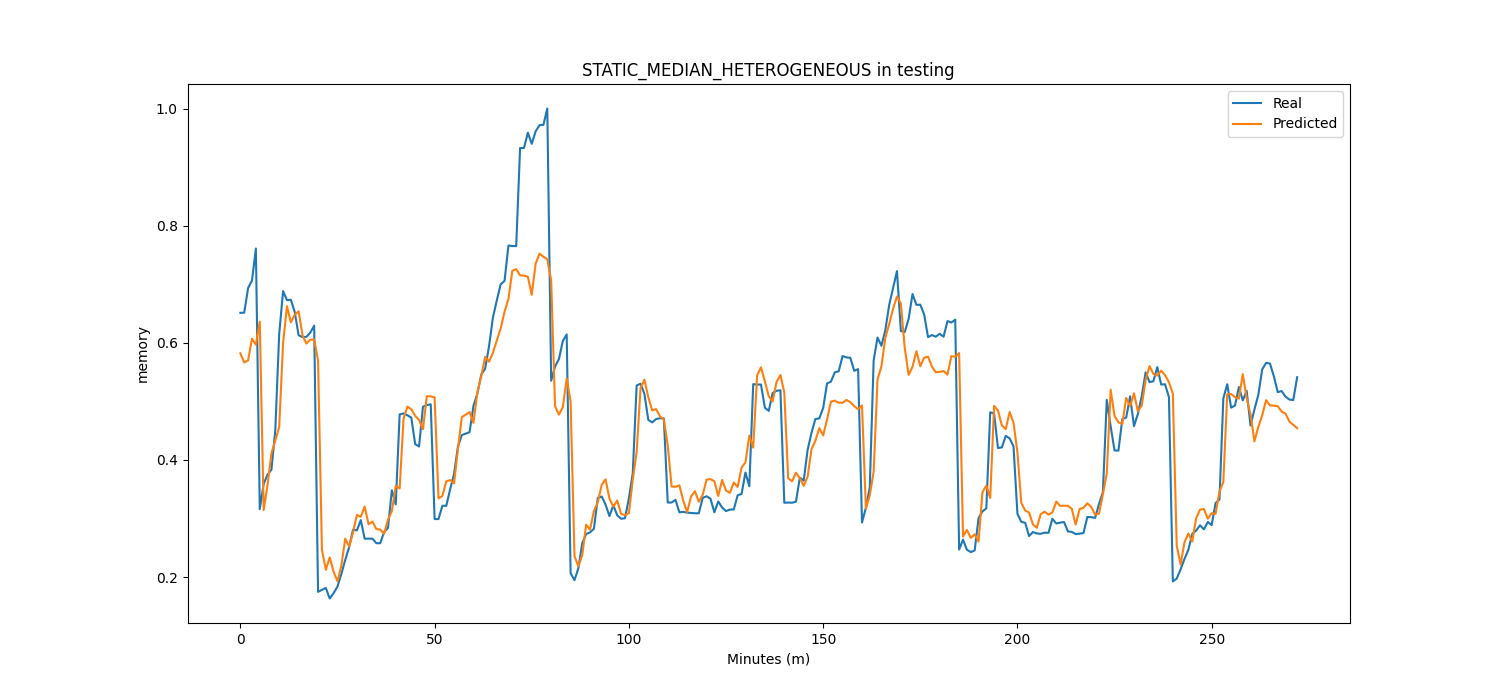 STATIC_MEDIAN_HETEROGENEOUS in testing
Real
Predicted
memory
1.0
0.8
0.6
0.4
0.2
0 50 100 150 200 250
Minutes (m)